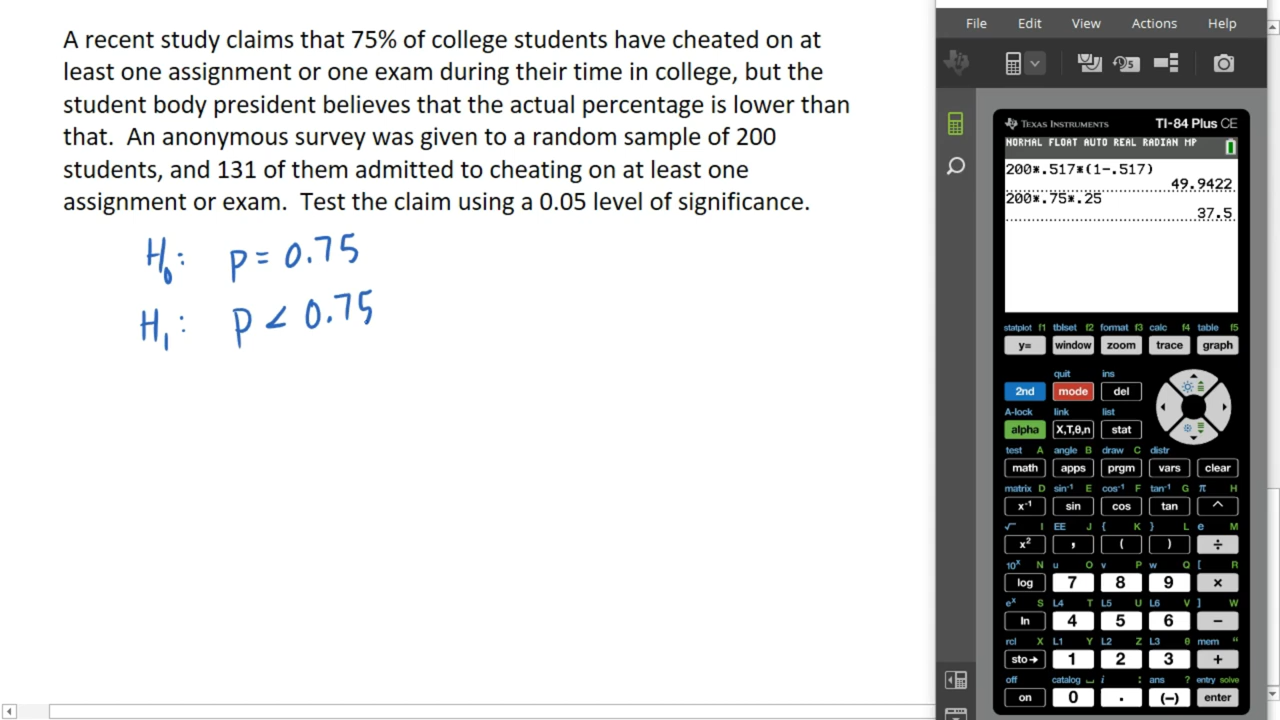 A recent study claims that 75% of college students have cheated on at
least one assignment or one exam during their time in college, but the
student body president believes that the actual percentage is lower than
that. An anonymous survey was given to a random sample of 200
students, and 131 of them admitted to cheating on at least one
assignment or exam. Test the claim using a 0.05 level of significance.
H₀: p = 0.75
H₁: p < 0.75
File Edit View Actions Help
TEXAS INSTRUMENTS TI-84 Plus CE
NORMAL FLOAT AUTO REAL RADIAN MP
200*.517*(1-.517)
49.9422
200*.75*.25
37.5
statplot f1 tblset f2 format f3 calc f4 table f5
y= window zoom trace graph
quit ins
2nd mode del
A-lock link list
alpha X,T,θ,n stat
test A angle B draw C distr
math apps prgm vars clear
matrix D sin⁻¹ E cos⁻¹ F tan⁻¹ G π H
x⁻¹ sin cos tan ^
√ I EE J { K } L e M
x² , ( ) ÷
10ˣ N u O v P w Q [ R
log 7 8 9 ×
eˣ S L4 T L5 U L6 V ] W
ln 4 5 6 −
rcl X L1 Y L2 Z L3 θ mem "
sto→ 1 2 3 +
off catalog ⎵ i : ans ? entry solve
on 0 . (−) enter